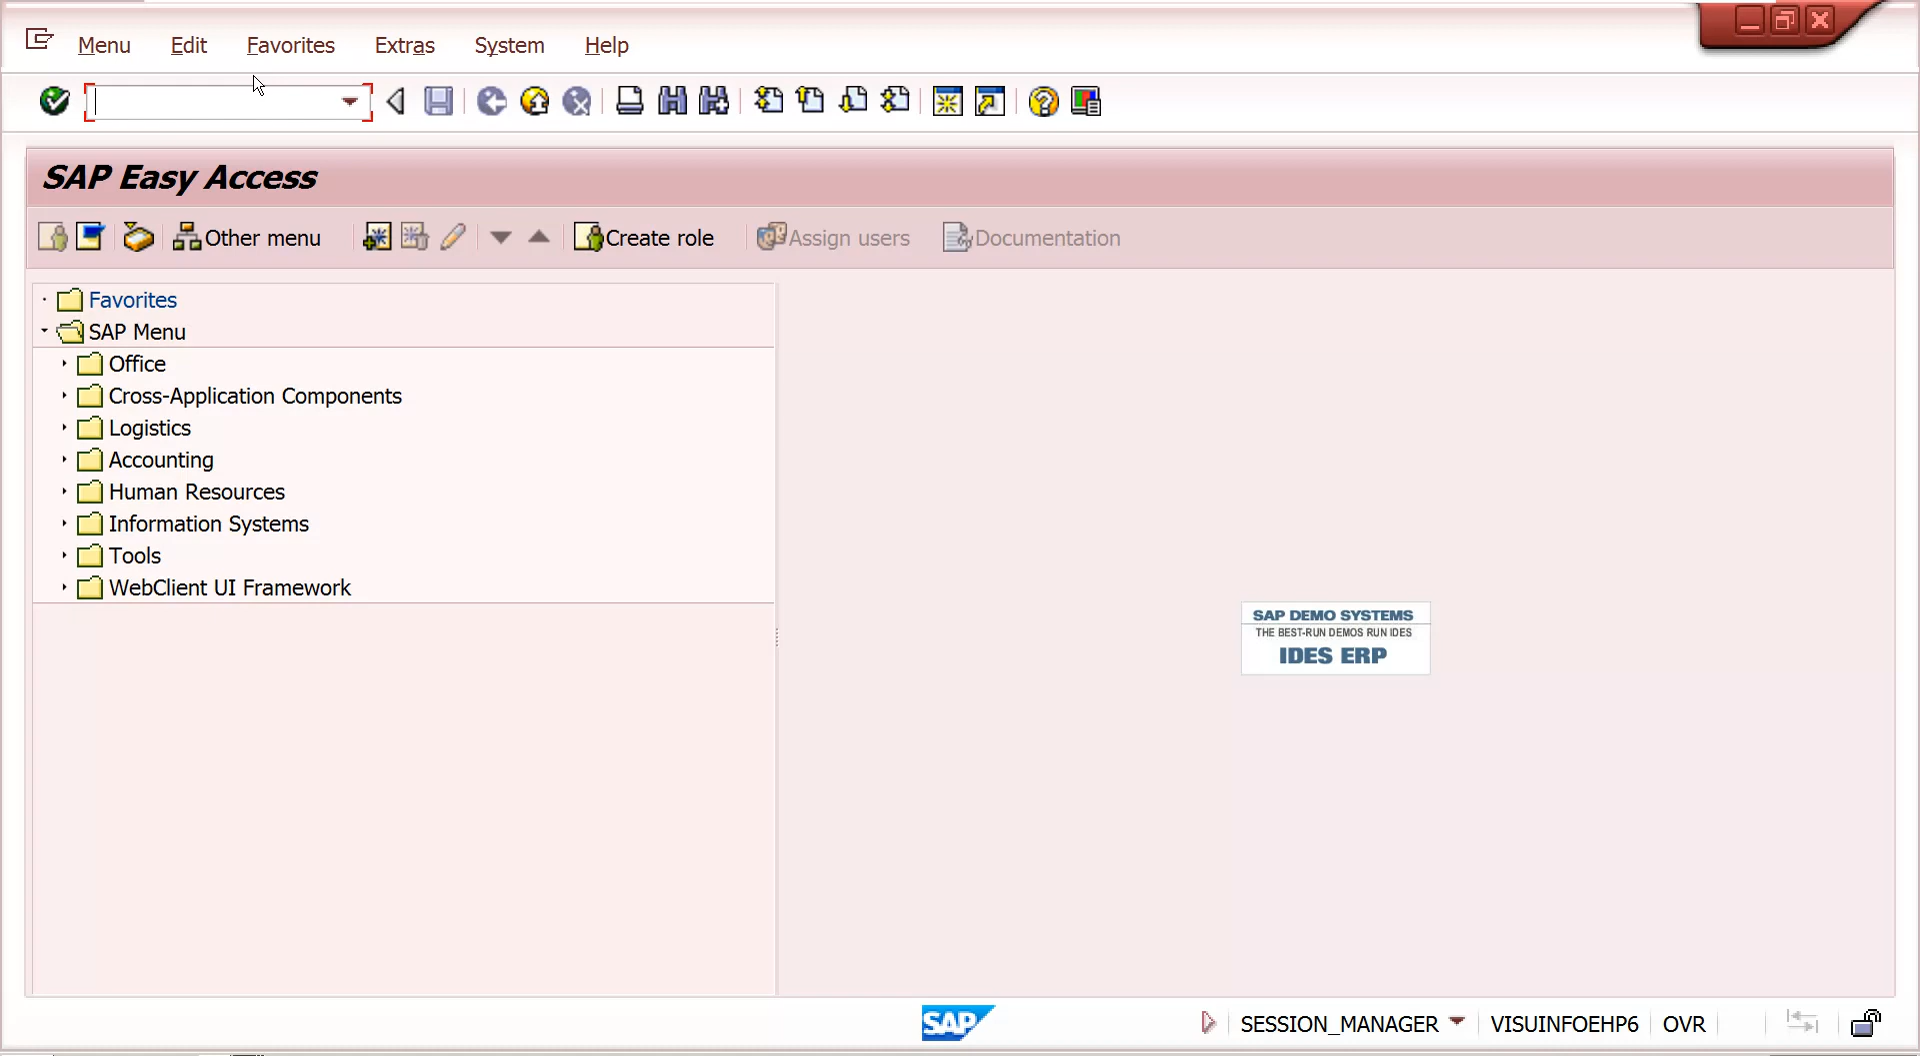 Menu Edit Favorites Extras System Help
SAP Easy Access
Other menu Create role Assign users Documentation
Favorites
SAP Menu
Office
Cross-Application Components
Logistics
Accounting
Human Resources
Information Systems
Tools
WebClient UI Framework
SAP DEMO SYSTEMS
THE BEST-RUN DEMOS RUN IDES
IDES ERP
SAP SESSION_MANAGER VISUINFOEHP6 OVR